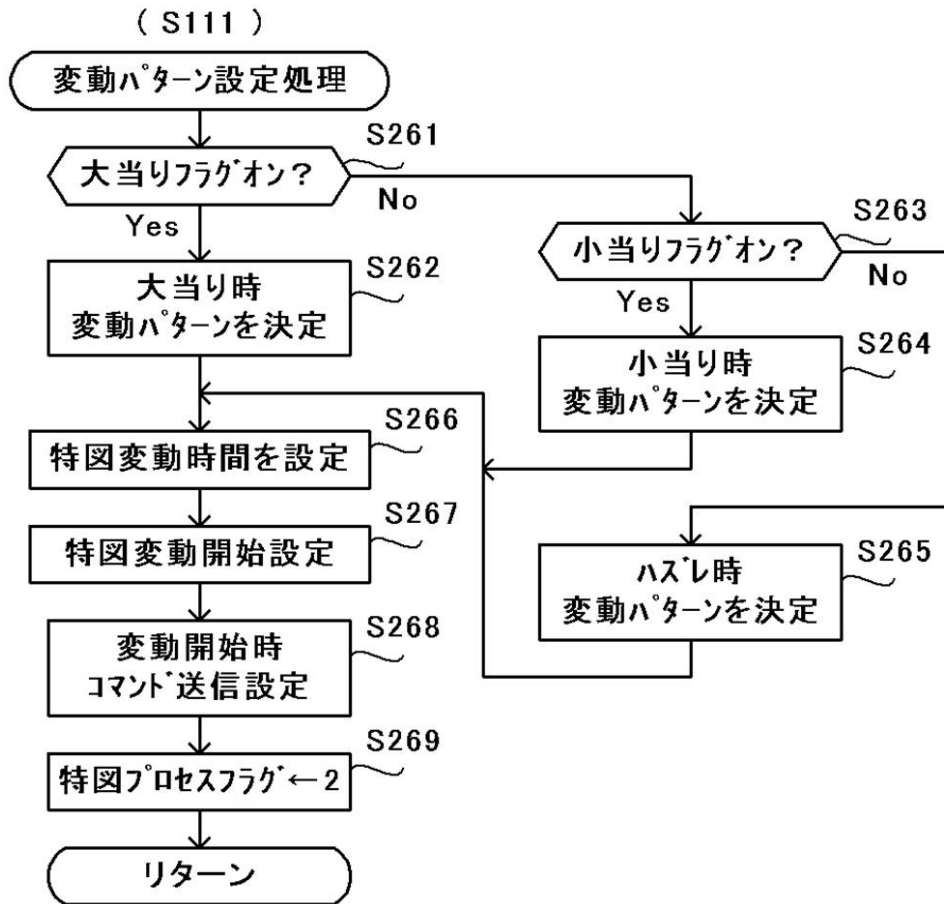 ( S111 )
変動ﾊﾟﾀｰﾝ設定処理
S261
大当りﾌﾗｸﾞｵﾝ？
No
Yes
S263
小当りﾌﾗｸﾞｵﾝ？
No
Yes
S262
大当り時
変動ﾊﾟﾀｰﾝを決定
S264
小当り時
変動ﾊﾟﾀｰﾝを決定
S266
特図変動時間を設定
S267
特図変動開始設定
S265
ﾊｽﾞﾚ時
変動ﾊﾟﾀｰﾝを決定
S268
変動開始時
ｺﾏﾝﾄﾞ送信設定
S269
特図ﾌﾟﾛｾｽﾌﾗｸﾞ←2
リターン